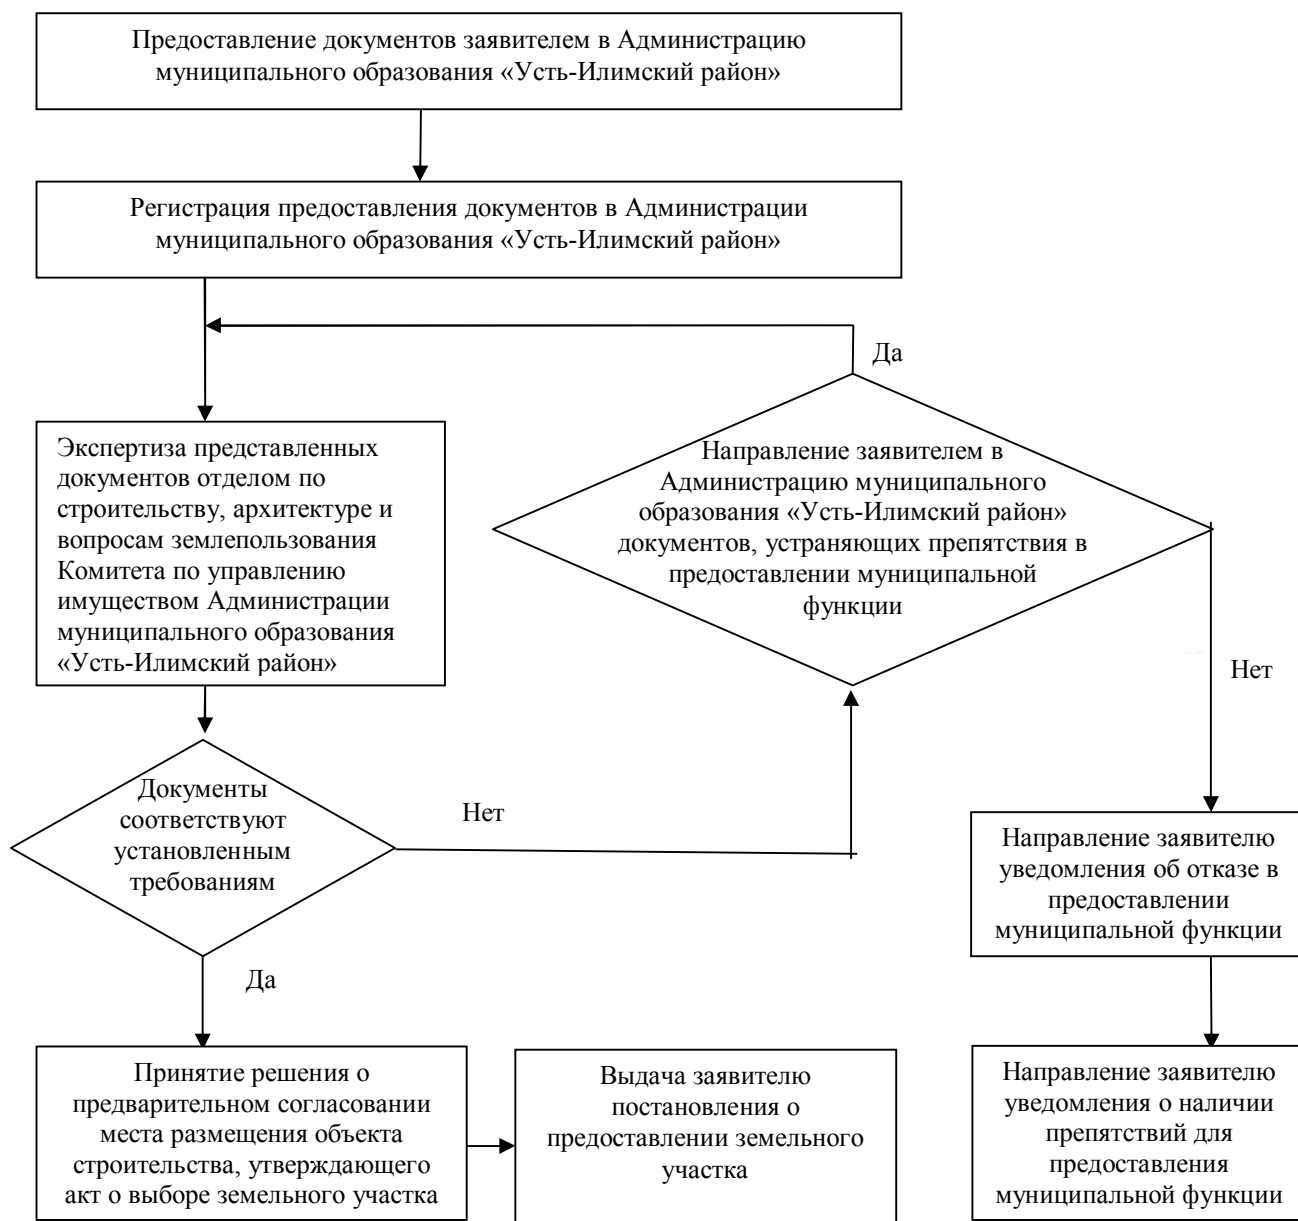 Предоставление документов заявителем в Администрацию
муниципального образования «Усть-Илимский район»
Регистрация предоставления документов в Администрации
муниципального образования «Усть-Илимский район»
Да
Экспертиза представленных
документов отделом по
строительству, архитектуре и
вопросам землепользования
Комитета по управлению
имуществом Администрации
муниципального образования
«Усть-Илимский район»
Направление заявителем в
Администрацию муниципального
образования «Усть-Илимский район»
документов, устраняющих препятствия в
предоставлении муниципальной
функции
Нет
Документы
соответствуют
установленным
требованиям
Нет
Да
Направление заявителю
уведомления об отказе в
предоставлении
муниципальной функции
Принятие решения о
предварительном согласовании
места размещения объекта
строительства, утверждающего
акт о выборе земельного участка
Выдача заявителю
постановления о
предоставлении земельного
участка
Направление заявителю
уведомления о наличии
препятствий для
предоставления
муниципальной функции